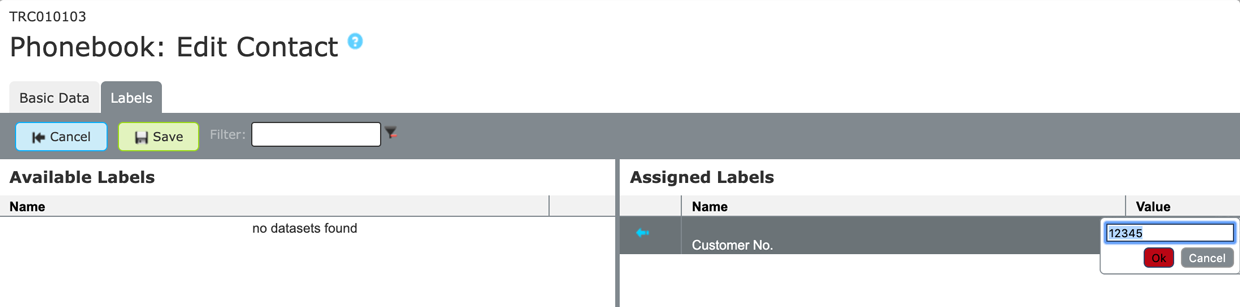 TRC010103
Phonebook: Edit Contact ?
Basic Data Labels
Cancel Save Filter:
Available Labels
Name
no datasets found
Assigned Labels
Name Value
Customer No. 12345
Ok Cancel